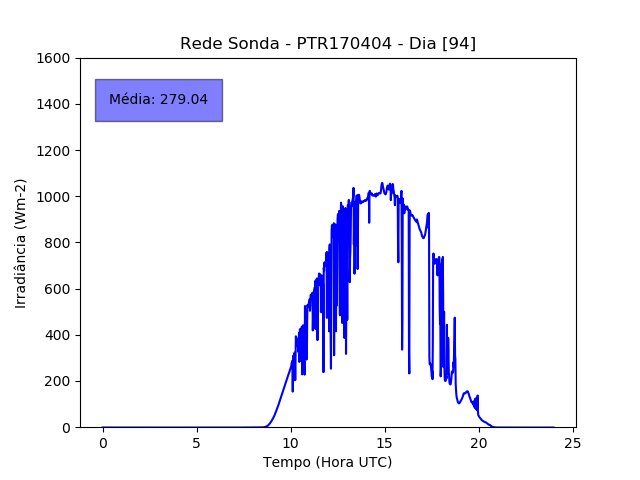 Rede Sonda - PTR170404 - Dia [94]
1600
1400
1200
1000
800
600
400
200
0
Irradiância (Wm-2)
Média: 279.04
0 5 10 15 20 25
Tempo (Hora UTC)